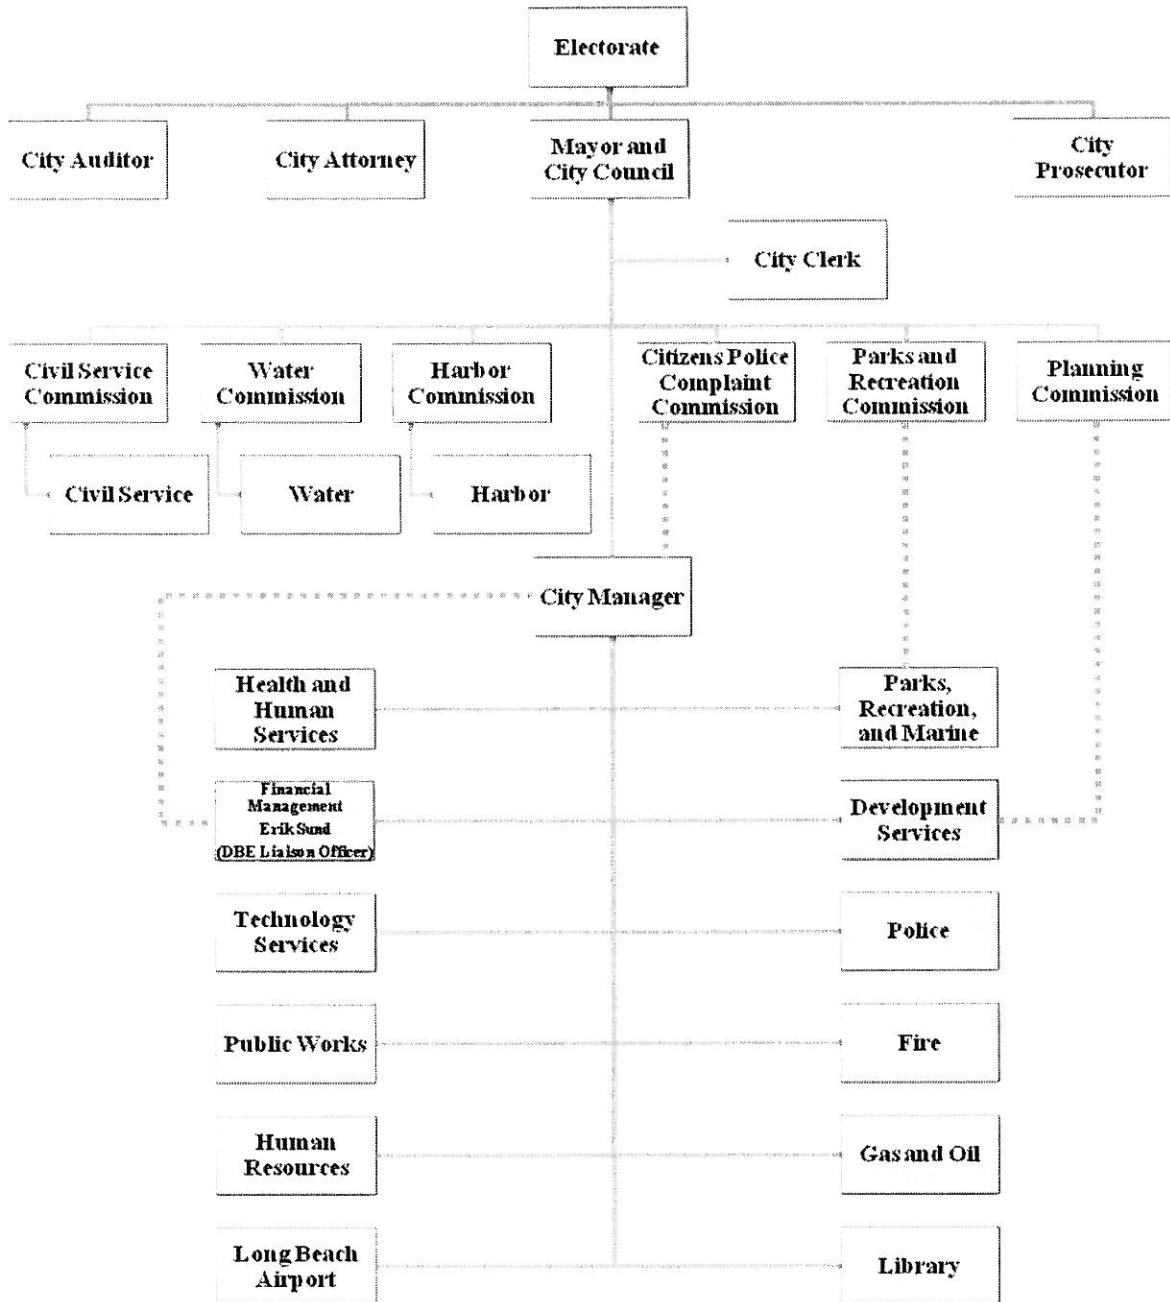 Electorate
City Auditor
City Attorney
Mayor and
City Council
City
Prosecutor
City Clerk
Civil Service
Commission
Water
Commission
Harbor
Commission
Citizens Police
Complaint
Commission
Parks and
Recreation
Commission
Planning
Commission
Civil Service
Water
Harbor
City Manager
Health and
Human
Services
Parks,
Recreation,
and Marine
Financial
Management
Erik Sund
(DBE Liaison Officer)
Development
Services
Technology
Services
Police
Public Works
Fire
Human
Resources
Gas and Oil
Long Beach
Airport
Library